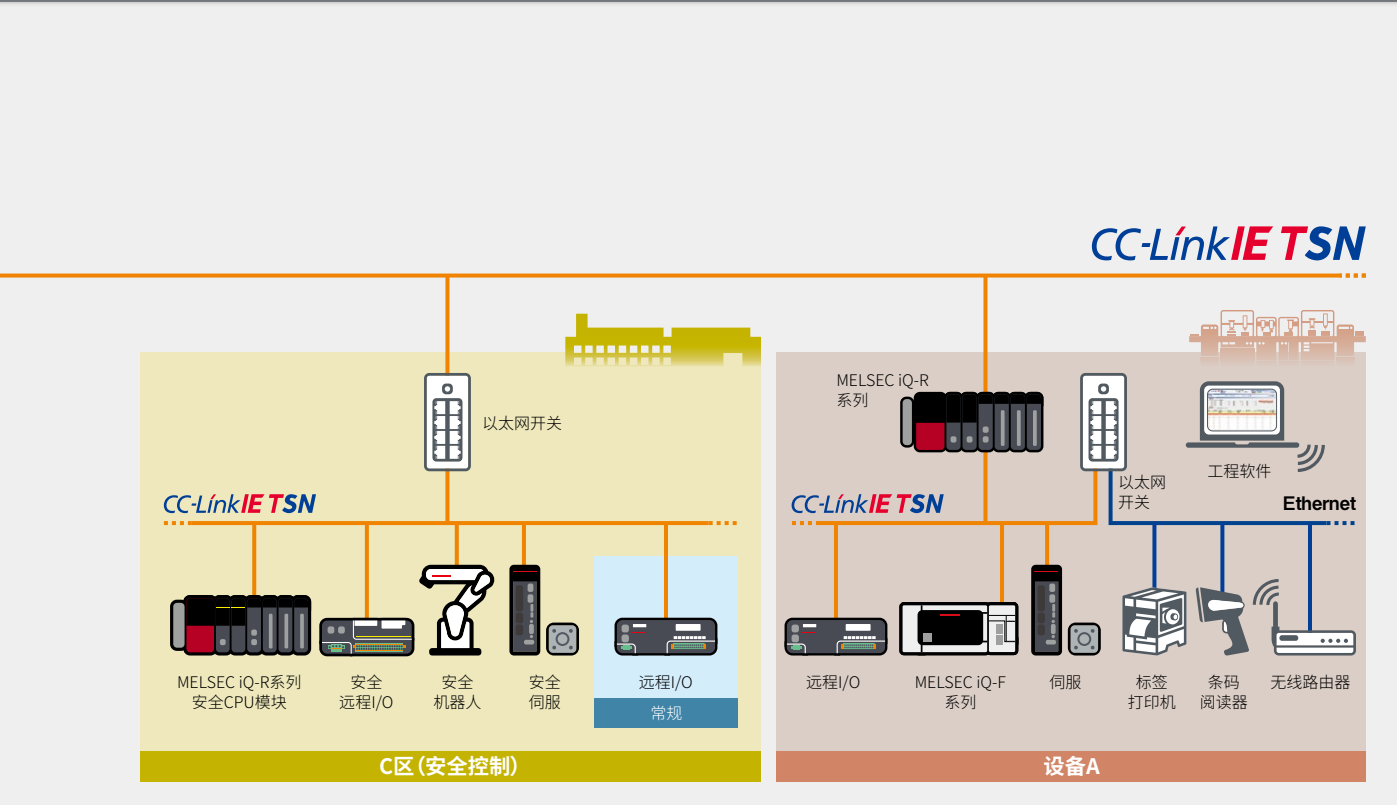 CC-Link IE TSN
MELSEC iQ-R
系列
以太网开关
工程软件
以太网
开关
CC-Link IE TSN
CC-Link IE TSN
Ethernet
MELSEC iQ-R系列
安全CPU模块
安全
远程I/O
安全
机器人
安全
伺服
远程I/O
常规
远程I/O
MELSEC iQ-F
系列
伺服
标签
打印机
条码
阅读器
无线路由器
C区（安全控制）
设备A